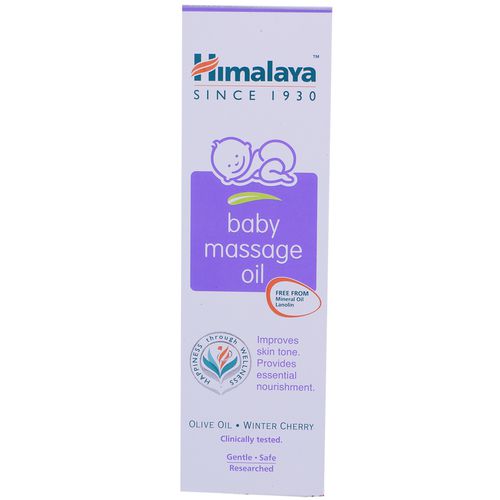 Himalaya™
SINCE 1930
baby
massage
oil
FREE FROM
Mineral Oil
Lanolin
HAPPINESS through WELLNESS
Improves
skin tone.
Provides
essential
nourishment.
OLIVE OIL • WINTER CHERRY
Clinically tested.
Gentle • Safe
Researched